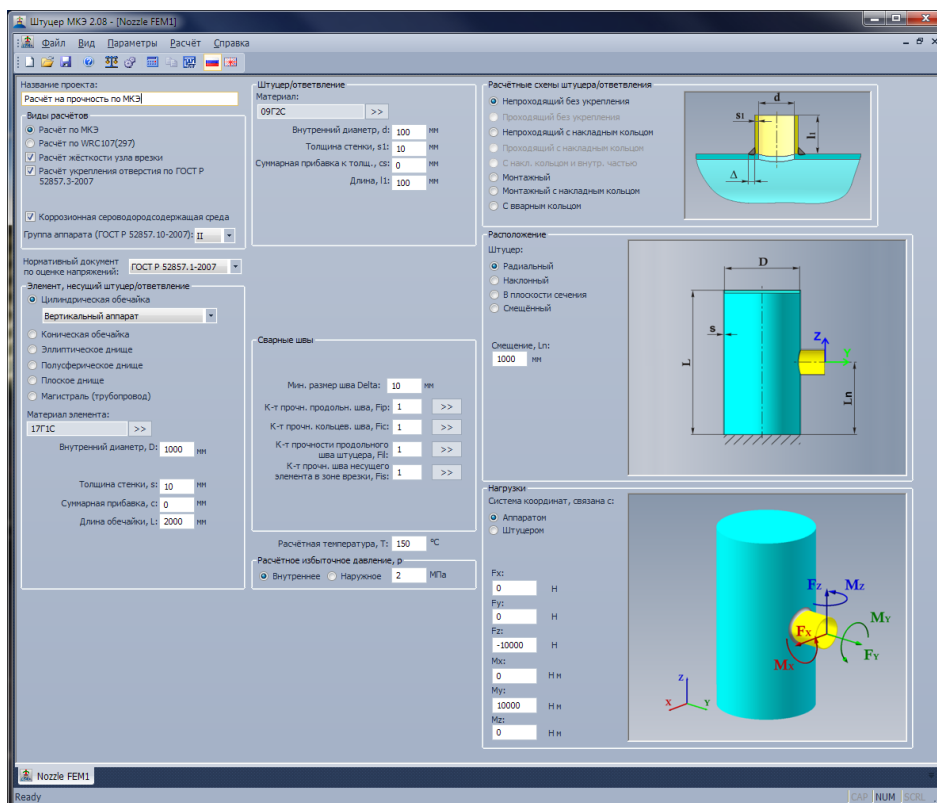 Штуцер МКЭ 2.08 - [Nozzle FEM1]
Файл Вид Параметры Расчёт Справка
Название проекта:
Расчёт на прочность по МКЭ
Виды расчётов
Расчёт по МКЭ
Расчёт по WRC107(297)
Расчёт жёсткости узла врезки
Расчёт укрепления отверстия по ГОСТ Р
52857.3-2007
Коррозионная сероводородсодержащая среда
Группа аппарата (ГОСТ Р 52857.10-2007): II
Нормативный документ
по оценке напряжений: ГОСТ Р 52857.1-2007
Элемент, несущий штуцер/ответвление
Цилиндрическая обечайка
Вертикальный аппарат
Коническая обечайка
Эллиптическое днище
Полусферическое днище
Плоское днище
Магистраль (трубопровод)
Материал элемента:
17Г1С >>
Внутренний диаметр, D: 1000 мм
Толщина стенки, s: 10 мм
Суммарная прибавка, c: 0 мм
Длина обечайки, L: 2000 мм
Штуцер/ответвление
Материал:
09Г2С >>
Внутренний диаметр, d: 100 мм
Толщина стенки, s1: 10 мм
Суммарная прибавка к толщ., cs: 0 мм
Длина, l1: 100 мм
Сварные швы
Мин. размер шва Delta: 10 мм
К-т прочн. продольн. шва, Fip: 1 >>
К-т прочн. кольцев. шва, Fic: 1 >>
К-т прочности продольного
шва штуцера, Fil: 1 >>
К-т прочн. шва несущего
элемента в зоне врезки, Fis: 1 >>
Расчётная температура, T: 150 °C
Расчётное избыточное давление, p
Внутреннее Наружное 2 МПа
Расчётные схемы штуцера/ответвления
Непроходящий без укрепления
Проходящий без укрепления
Непроходящий с накладным кольцом
Проходящий с накладным кольцом
С накл. кольцом и внутр. частью
Монтажный
Монтажный с накладным кольцом
С вварным кольцом
d
s1
l1
Δ
Расположение
Штуцер:
Радиальный
Наклонный
В плоскости сечения
Смещённый
Смещение, Ln:
1000 мм
D
s
L
Z
Y
Ln
Нагрузки
Система координат, связана с:
Аппаратом
Штуцером
Fx:
0 Н
Fy:
0 Н
Fz:
-10000 Н
Mx:
0 Н м
My:
10000 Н м
Mz:
0 Н м
Fz Mz
My
Fx
Fy
Mx
Z
X Y
Nozzle FEM1
Ready CAP NUM SCRL